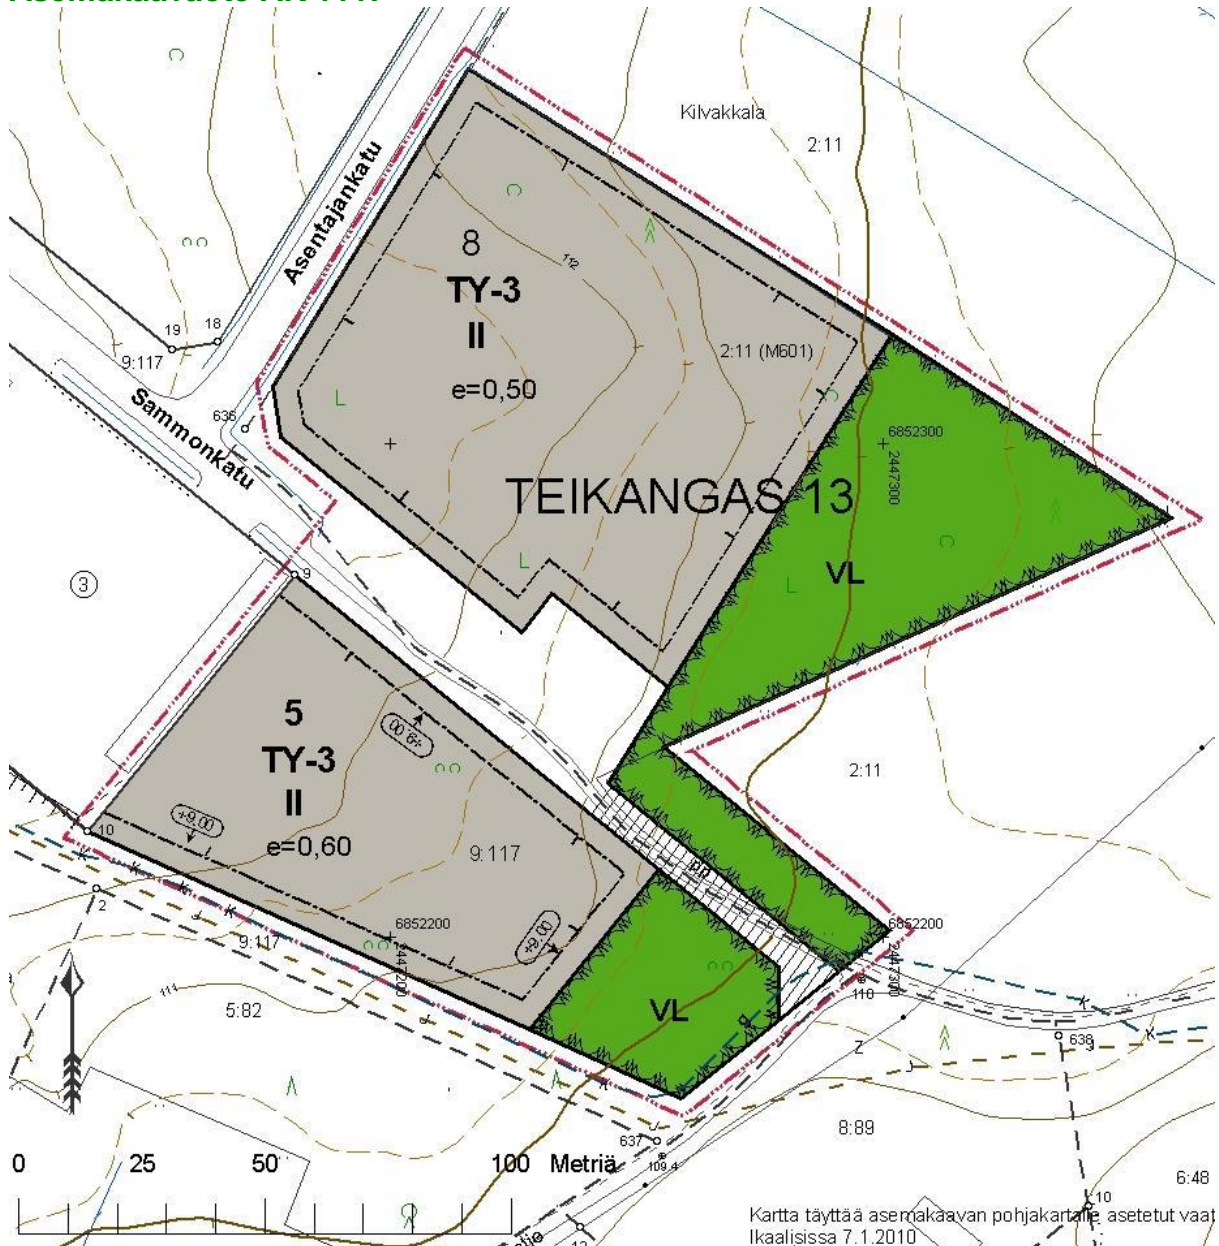 Kilvakkala
2:11
Asentajankatu
8
TY-3
II
e=0,50
112
2:11 (M601)
19
18
9:117
636
Sammonkatu
TEIKANGAS 13
6852300
2447300
VL
3
9
5
TY-3
II
e=0,60
+9.00
+9.00
+9.00
9:117
2:11
pp
10
2
9:117
6852200
2447200
6852200
2447300
VL
111
5:82
110
Z
638
8:89
637
109.4
6:48
10
0 25 50 100 Metriä
Kartta täyttää asemakaavan pohjakartalle asetetut vaat
Ikaalisissa 7.1.2010